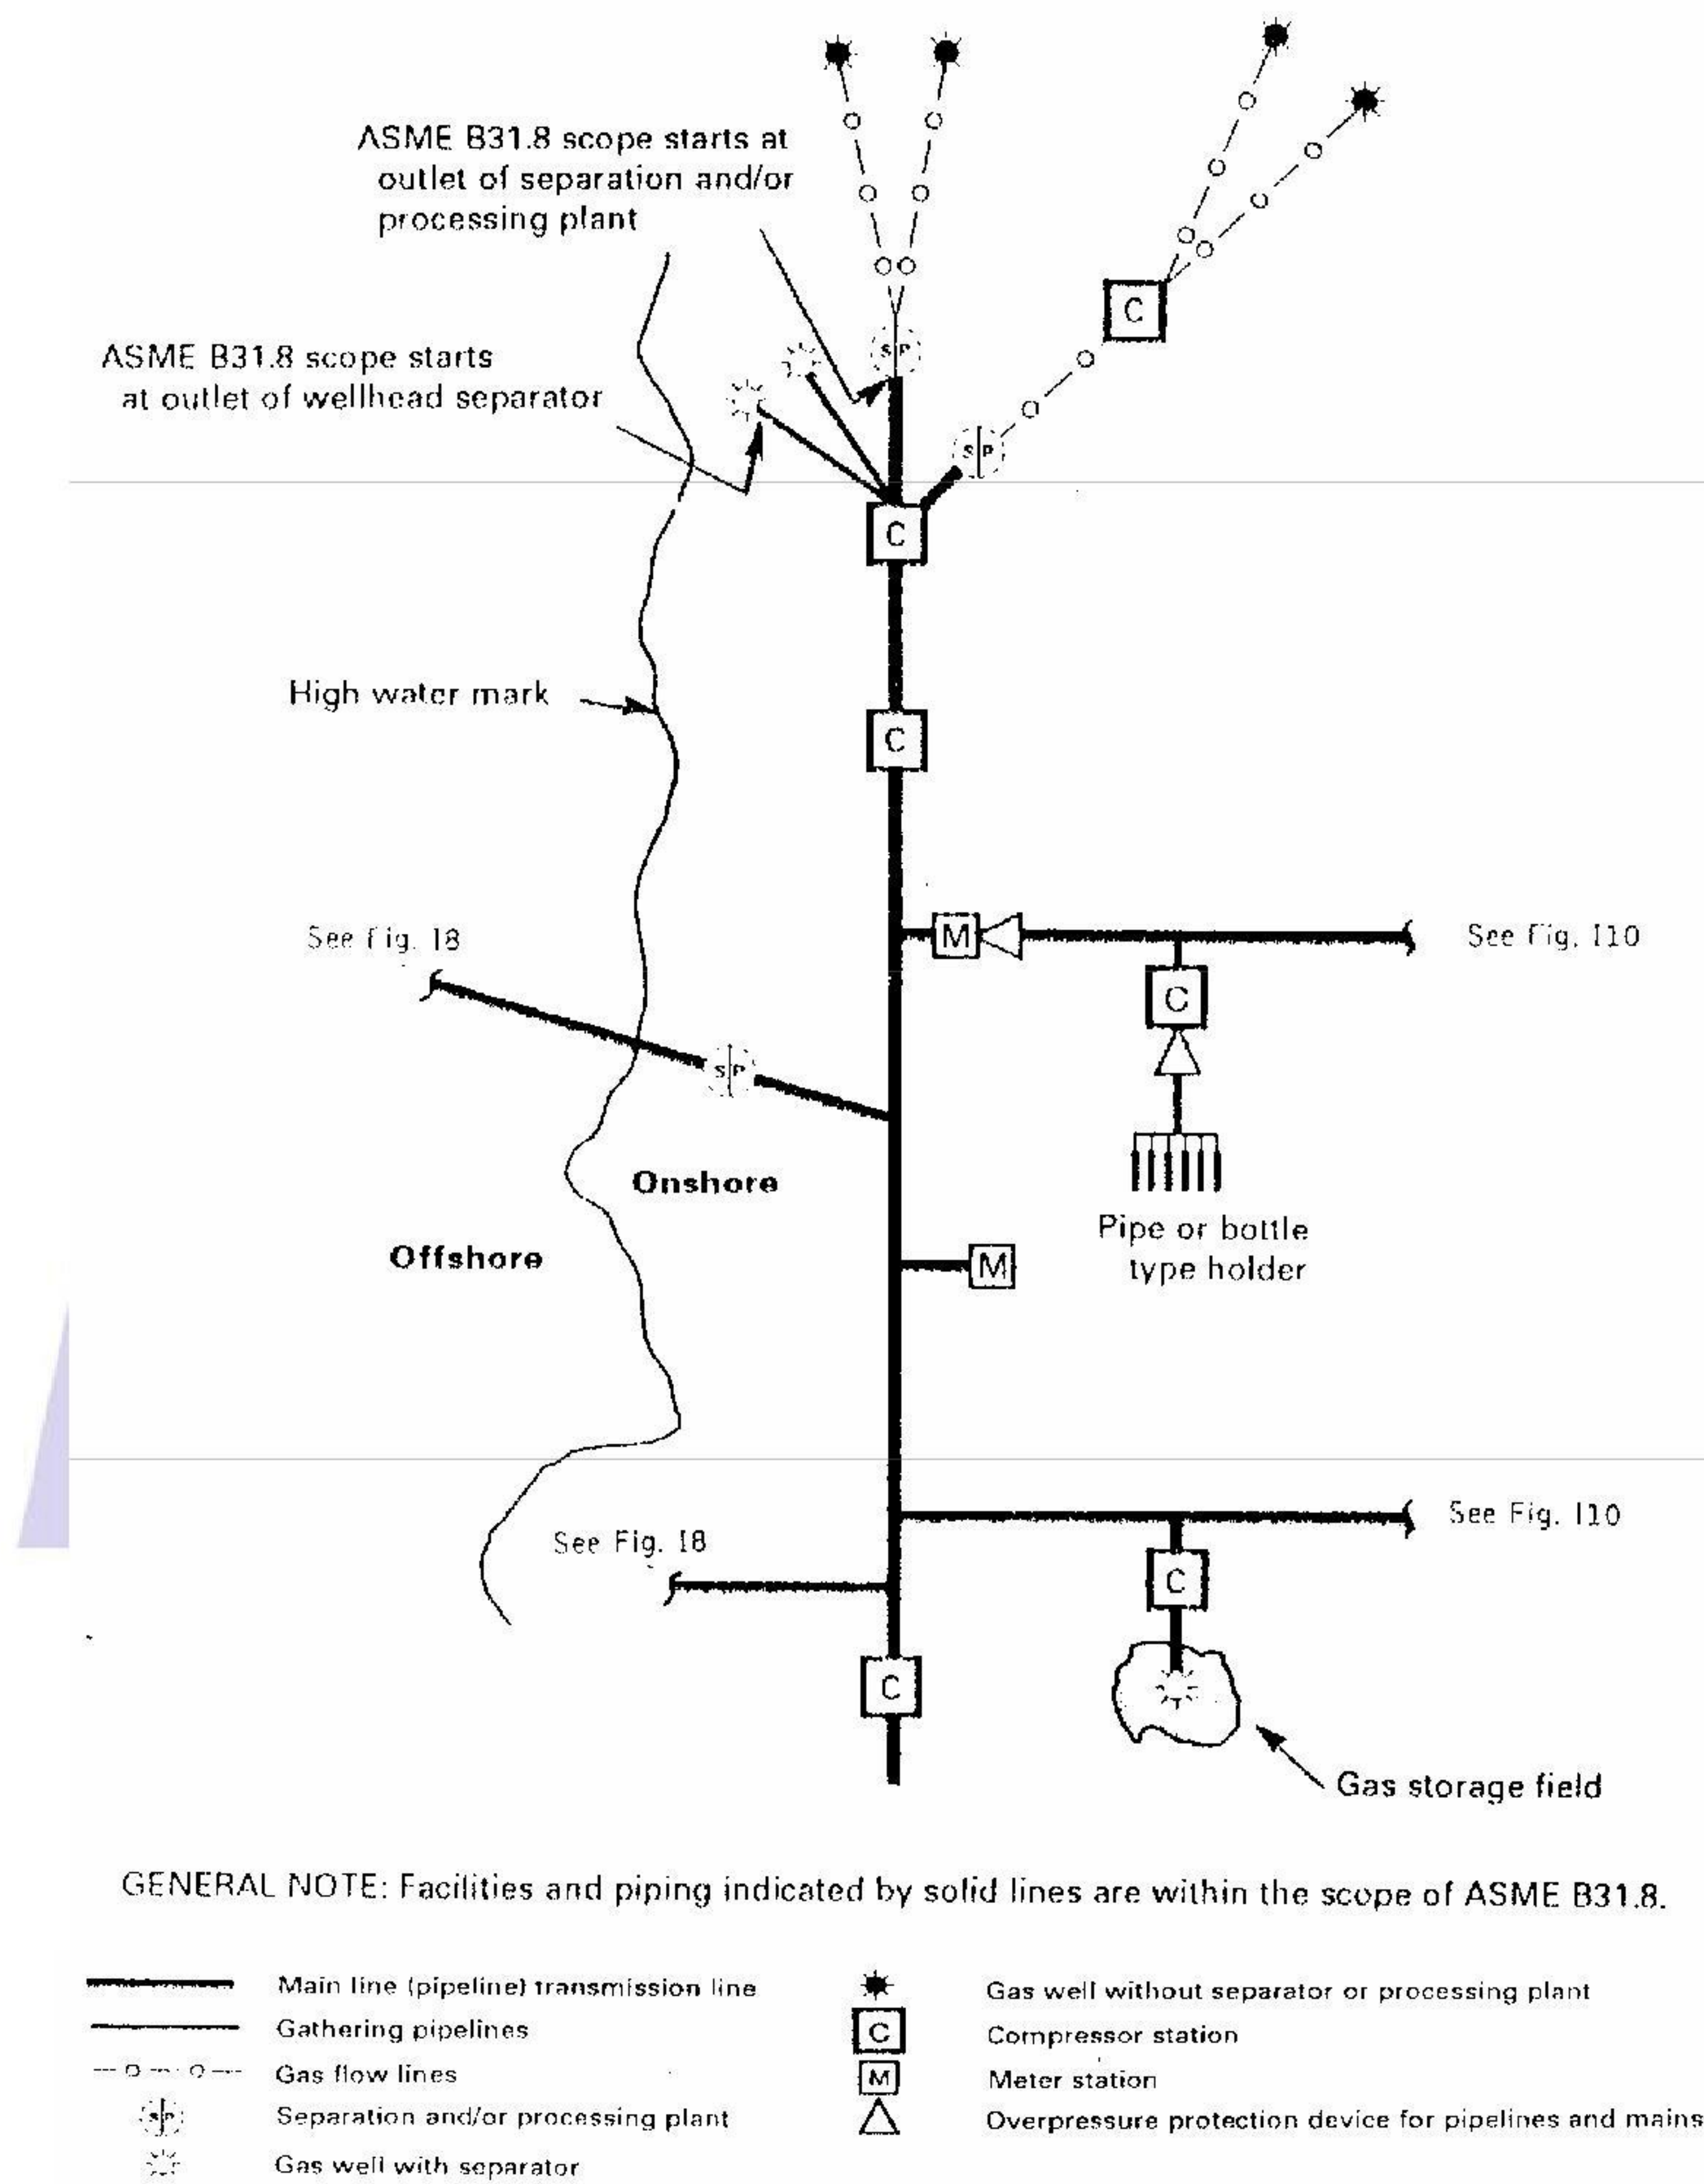 ASME B31.8 scope starts at
outlet of separation and/or
processing plant
C
S P
ASME B31.8 scope starts
at outlet of wellhead separator
S P
C
High water mark
C
See Fig. I8
M
See Fig. I10
C
S P
Onshore
Offshore
Pipe or bottle
type holder
M
See Fig. I10
See Fig. I8
C
C
Gas storage field
GENERAL NOTE: Facilities and piping indicated by solid lines are within the scope of ASME B31.8.
Main line (pipeline) transmission line
Gathering pipelines
Gas flow lines
S P
Separation and/or processing plant
Gas well with separator
Gas well without separator or processing plant
C
Compressor station
M
Meter station
Overpressure protection device for pipelines and mains